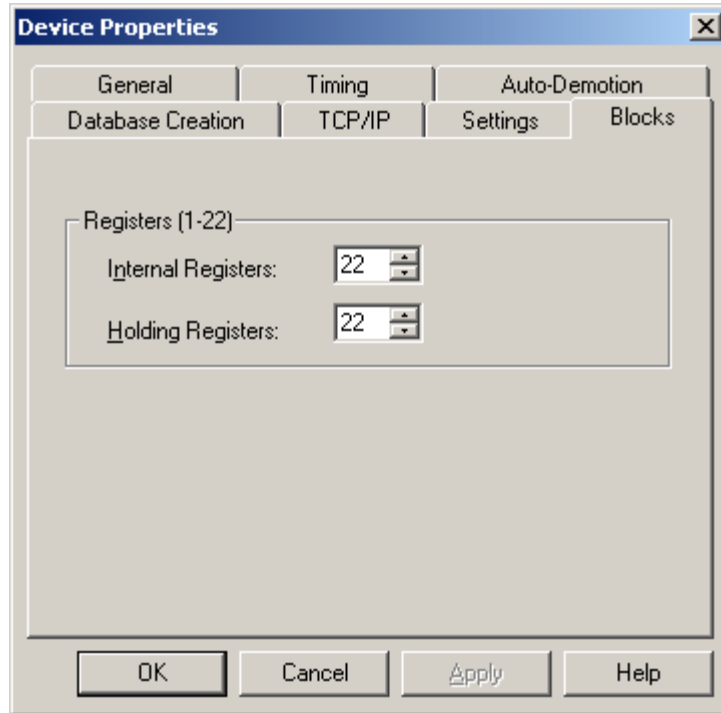 Device Properties
General Timing Auto-Demotion
Database Creation TCP/IP Settings Blocks
Registers (1-22)
Internal Registers: 22
Holding Registers: 22
OK Cancel Apply Help